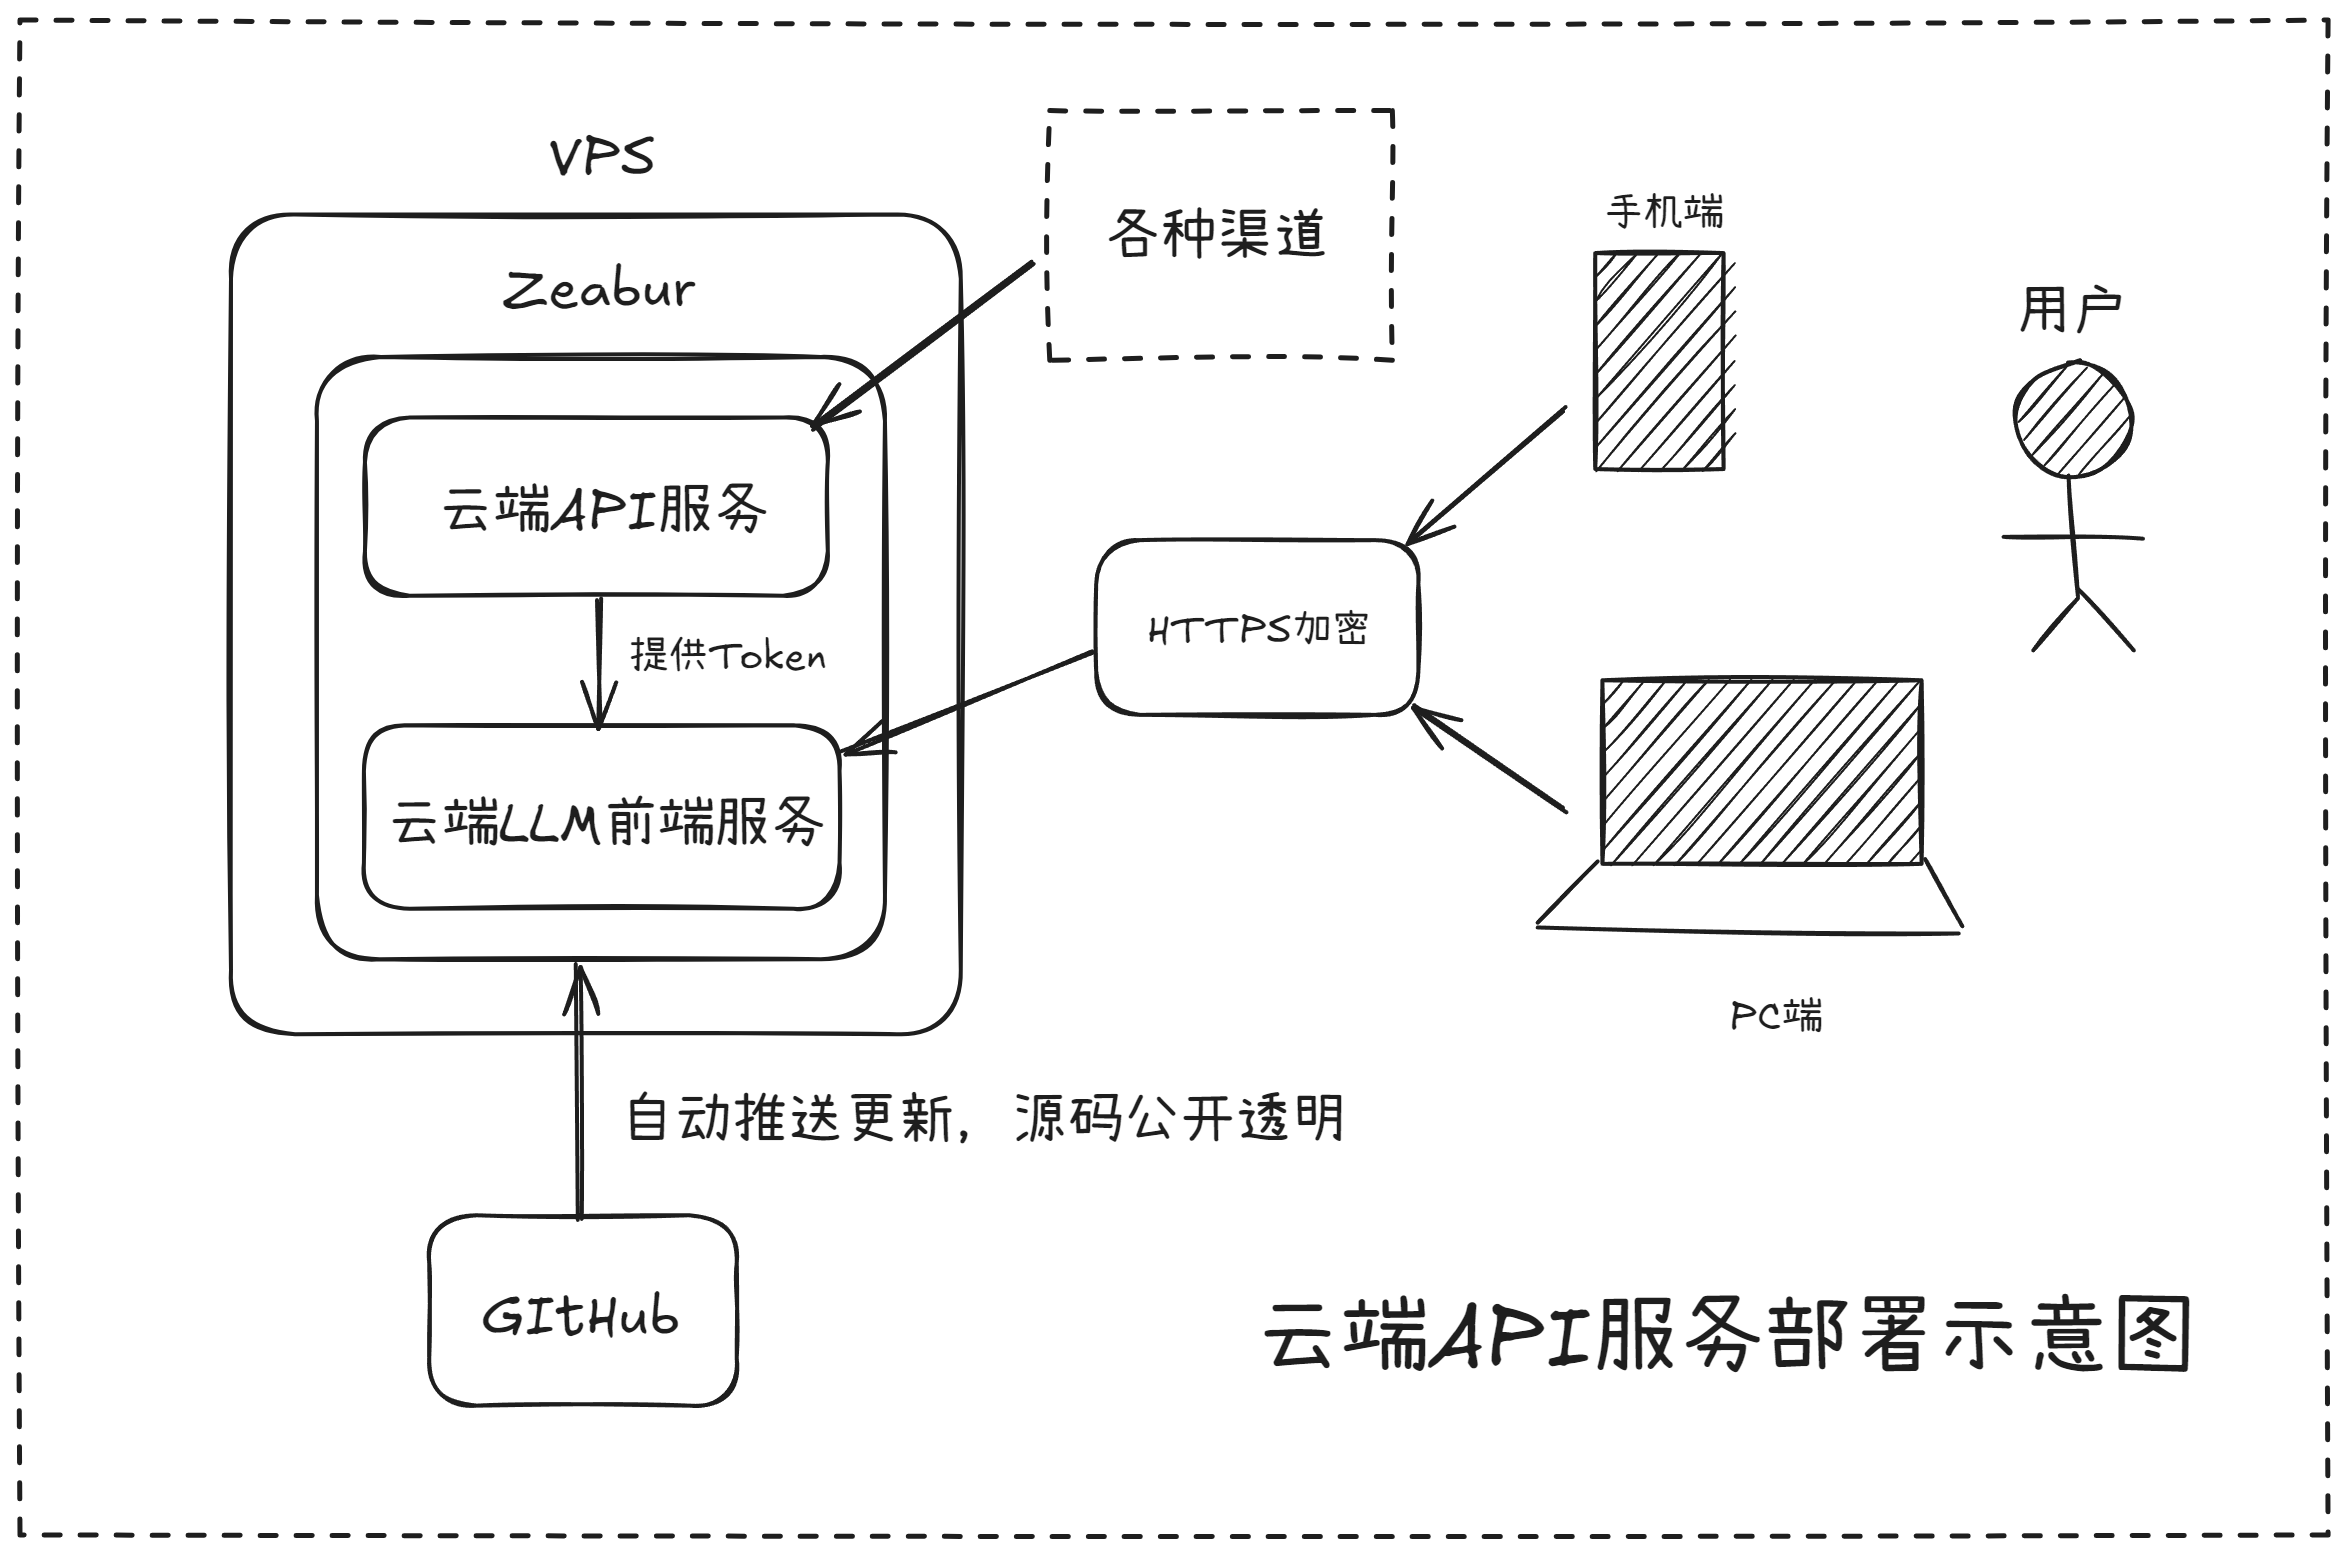 VPS
Zeabur
云端API服务
提供Token
云端LLM前端服务
各种渠道
HTTPS加密
手机端
用户
PC端
自动推送更新，源码公开透明
GItHub
云端API服务部署示意图